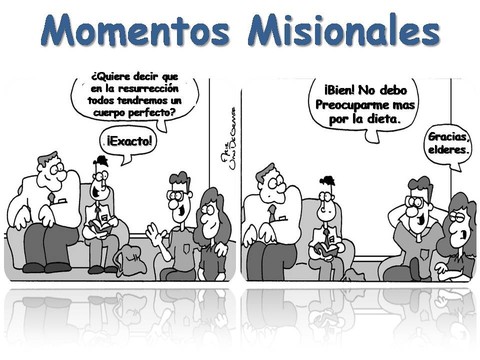 Momentos Misionales
¿Quiere decir que
en la resurrección
todos tendremos un
cuerpo perfecto?
¡Exacto!
¡Bien! No debo
Preocuparme mas
por la dieta.
Gracias,
elderes.